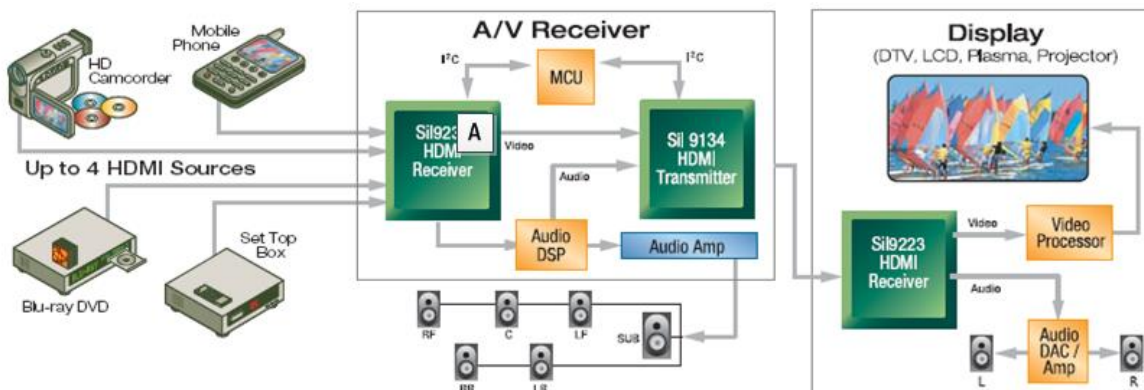 Mobile
Phone
HD
Camcorder
Up to 4 HDMI Sources
Set Top
Box
Blu-ray DVD
A/V Receiver
I²C
MCU
I²C
A
HDMI
Receiver
Video
Audio
Sil 9134
HDMI
Transmitter
Audio
DSP
Audio Amp
RF
C
LF
SUB
Display
(DTV, LCD, Plasma, Projector)
Sil9223
HDMI
Receiver
Video
Audio
Video
Processor
Audio
DAC /
Amp
L
R